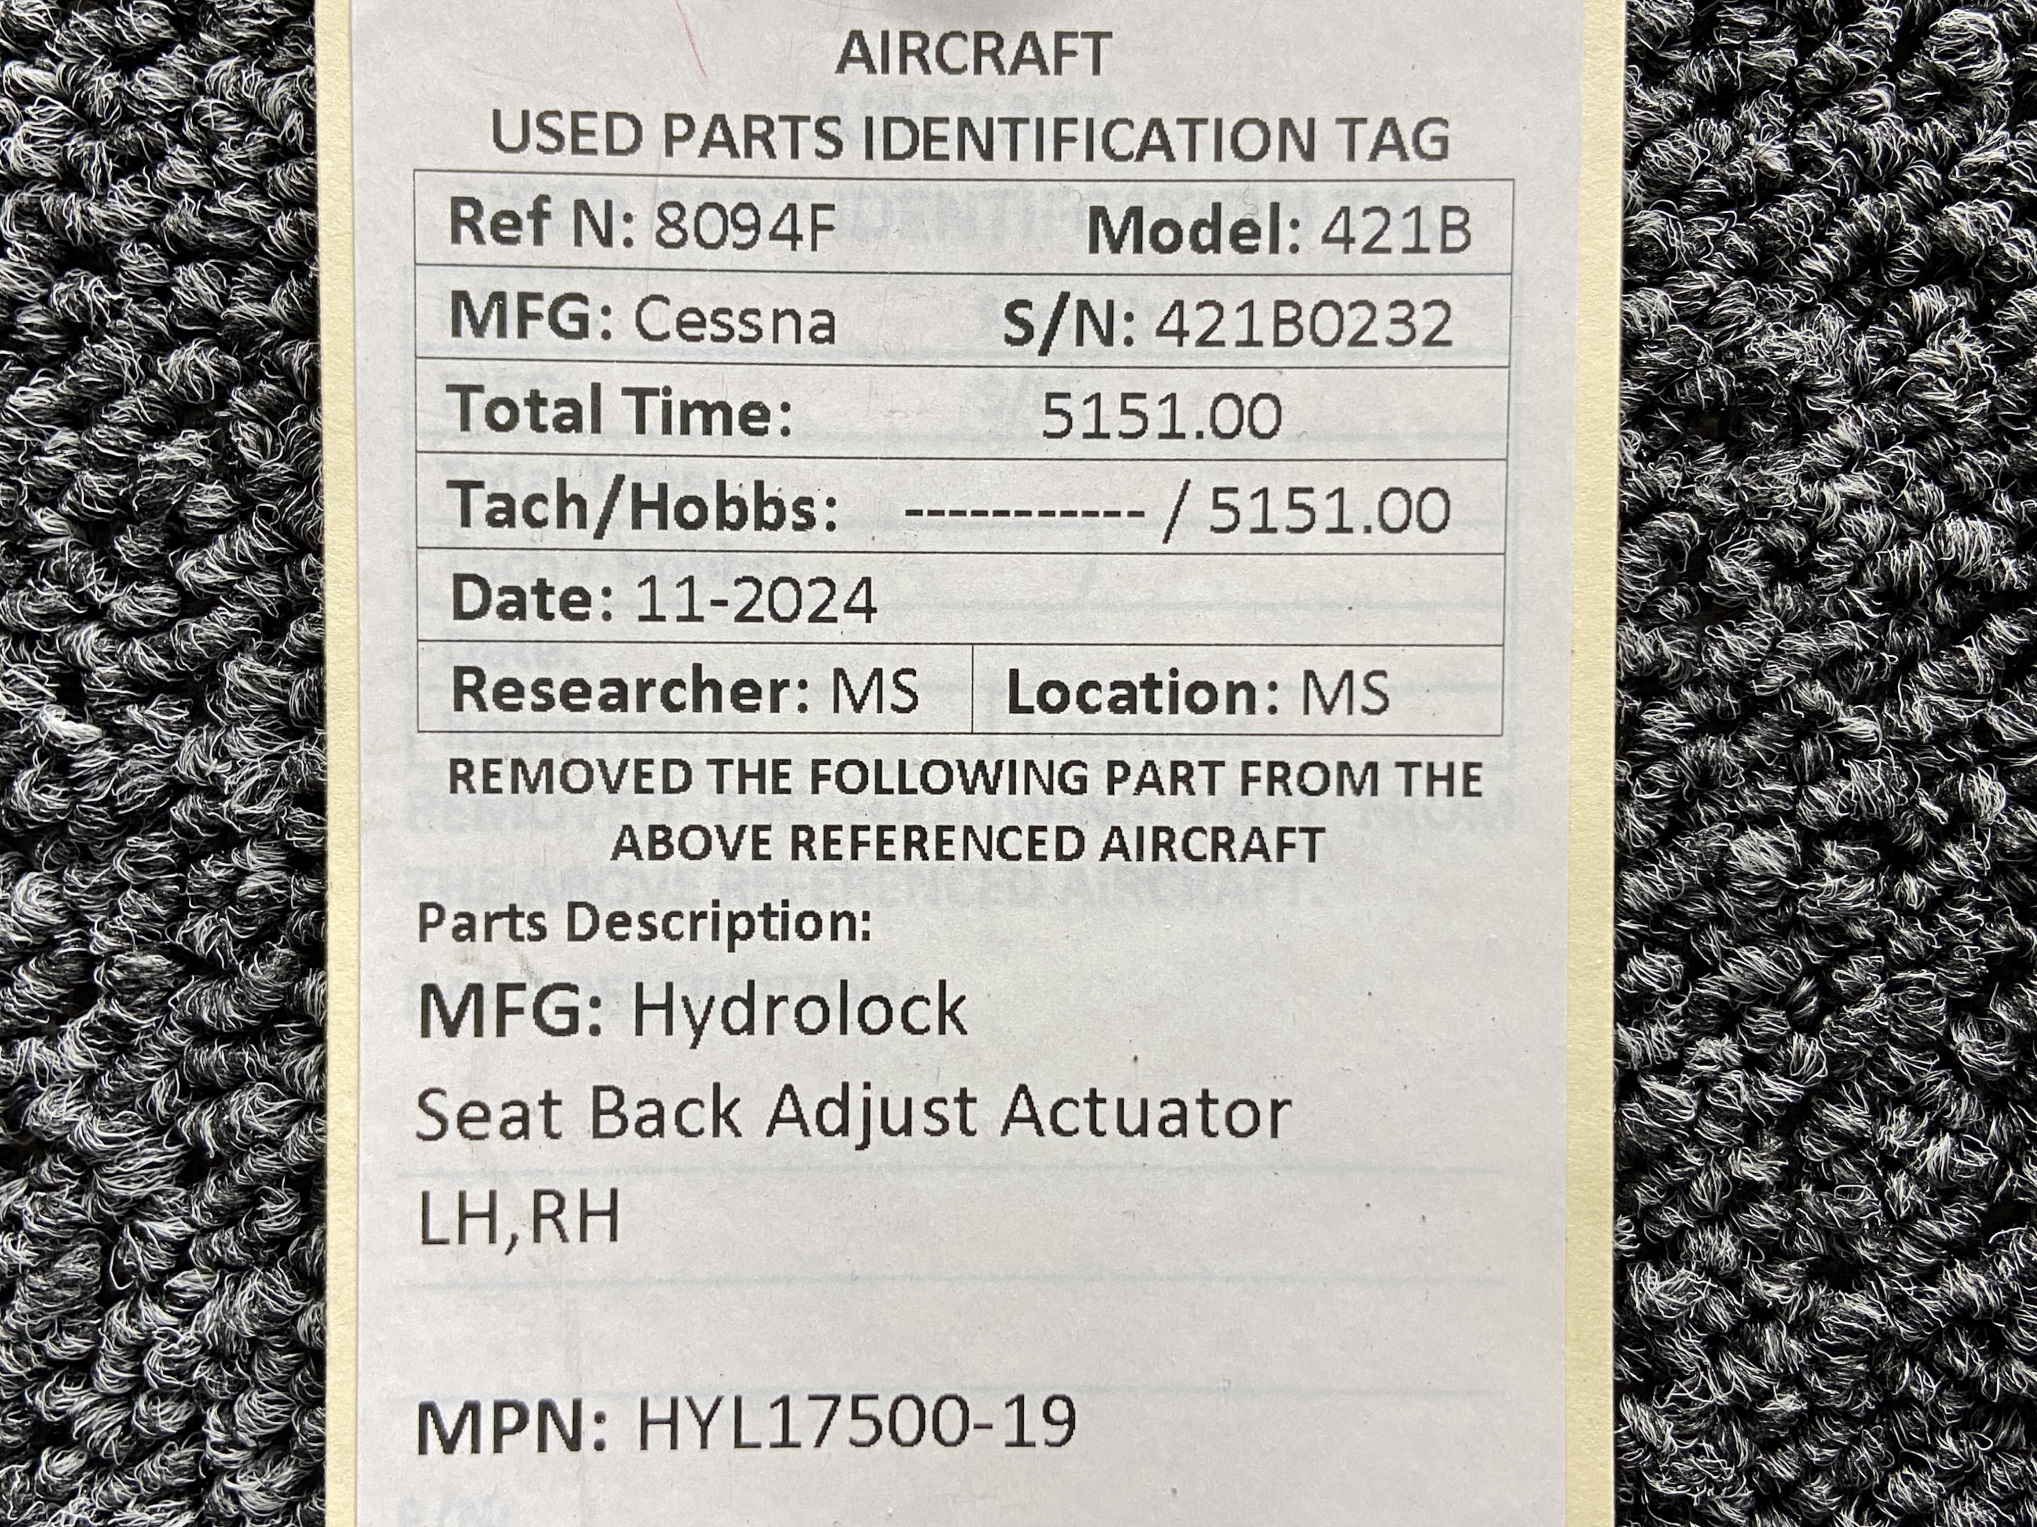 AIRCRAFT
USED PARTS IDENTIFICATION TAG
Ref N: 8094F Model: 421B
MFG: Cessna S/N: 421B0232
Total Time: 5151.00
Tach/Hobbs: ----------- / 5151.00
Date: 11-2024
Researcher: MS Location: MS
REMOVED THE FOLLOWING PART FROM THE
ABOVE REFERENCED AIRCRAFT
Parts Description:
MFG: Hydrolock
Seat Back Adjust Actuator
LH,RH
MPN: HYL17500-19